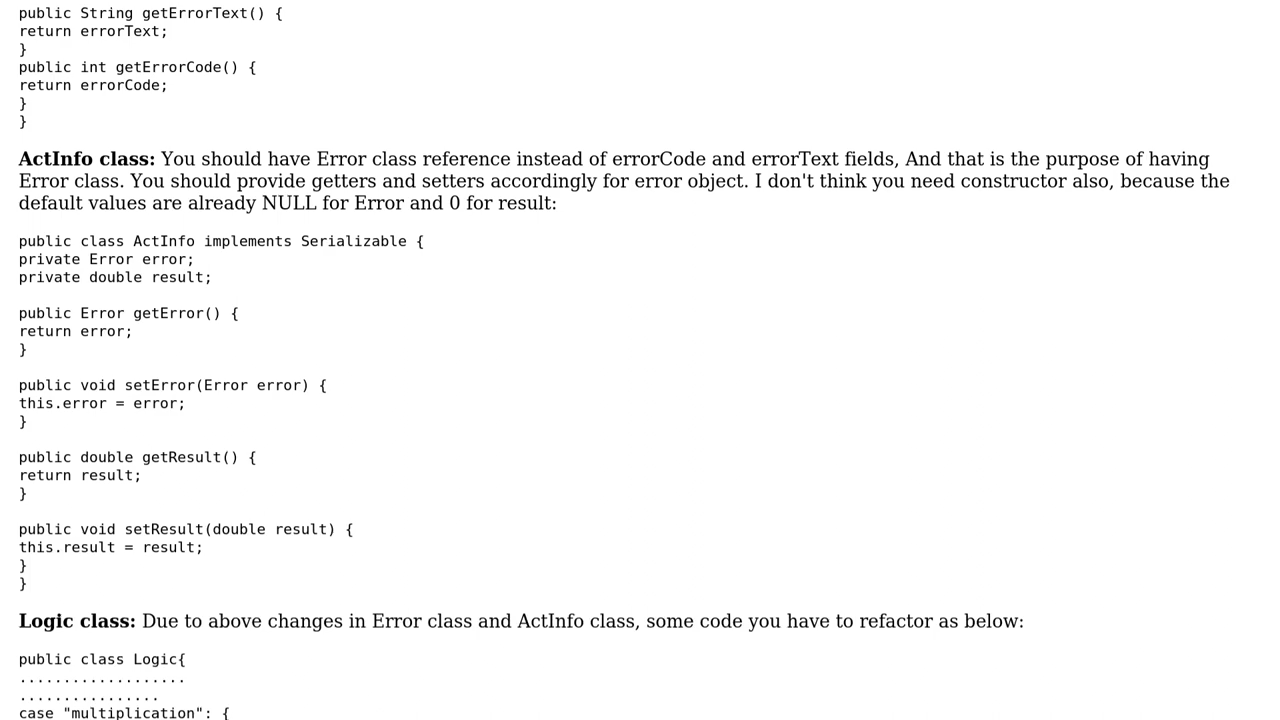 public String getErrorText() {
return errorText;
}
public int getErrorCode() {
return errorCode;
}
}
ActInfo class: You should have Error class reference instead of errorCode and errorText fields, And that is the purpose of having
Error class. You should provide getters and setters accordingly for error object. I don't think you need constructor also, because the
default values are already NULL for Error and 0 for result:
public class ActInfo implements Serializable {
private Error error;
private double result;
public Error getError() {
return error;
}
public void setError(Error error) {
this.error = error;
}
public double getResult() {
return result;
}
public void setResult(double result) {
this.result = result;
}
}
Logic class: Due to above changes in Error class and ActInfo class, some code you have to refactor as below:
public class Logic{
...................
................
case "multiplication": {